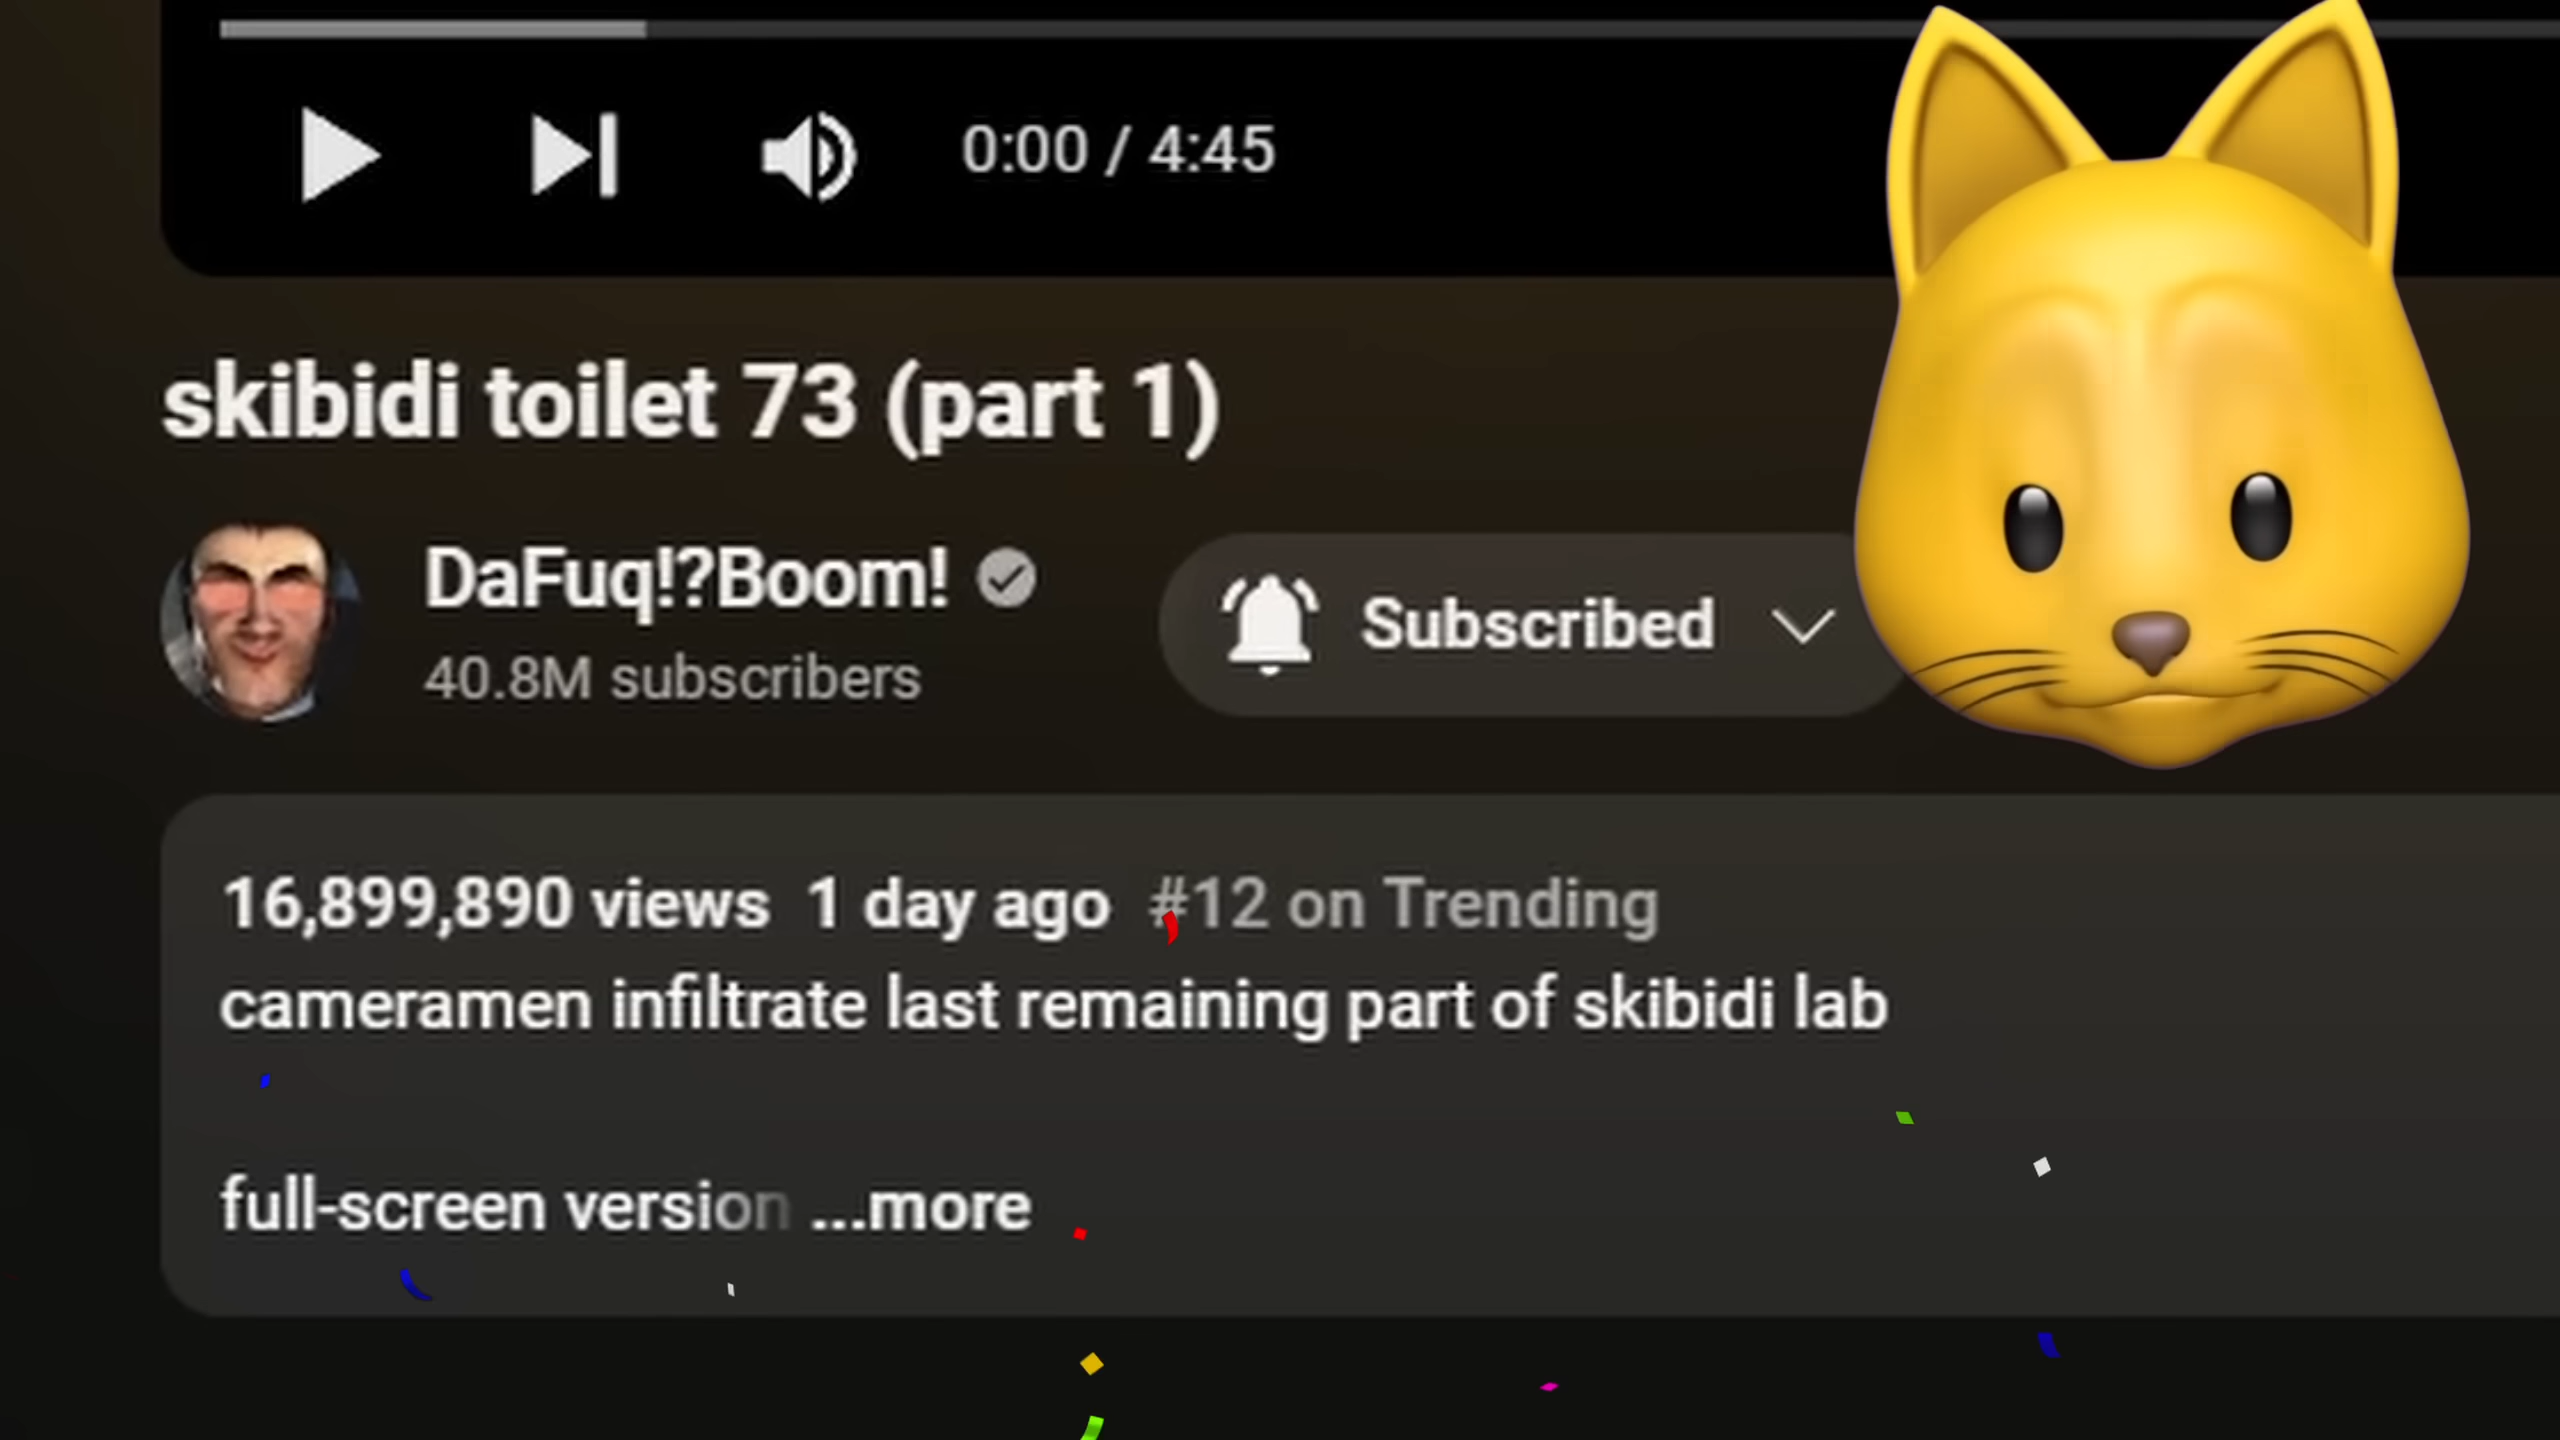 0:00 / 4:45
skibidi toilet 73 (part 1)
DaFuq!?Boom!
40.8M subscribers
Subscribed
16,899,890 views 1 day ago #12 on Trending
cameramen infiltrate last remaining part of skibidi lab
full-screen version ...more